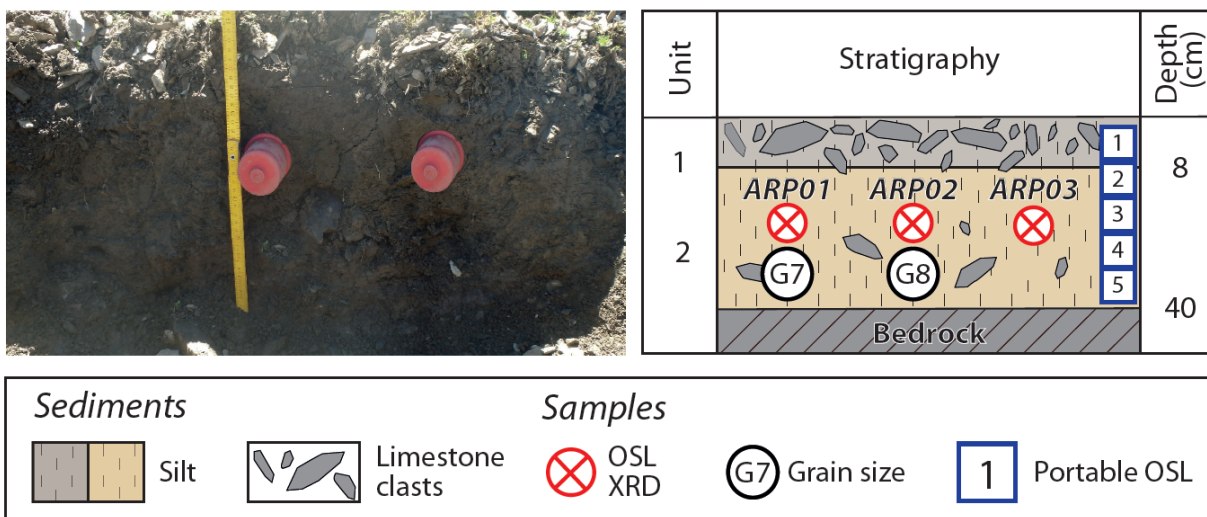 Unit
Stratigraphy
Depth
(cm)
1
2
ARP01 ARP02 ARP03
G7 G8
Bedrock
1
2
3
4
5
8
40
Sediments
Silt
Limestone
clasts
Samples
OSL
XRD
G7 Grain size
1 Portable OSL